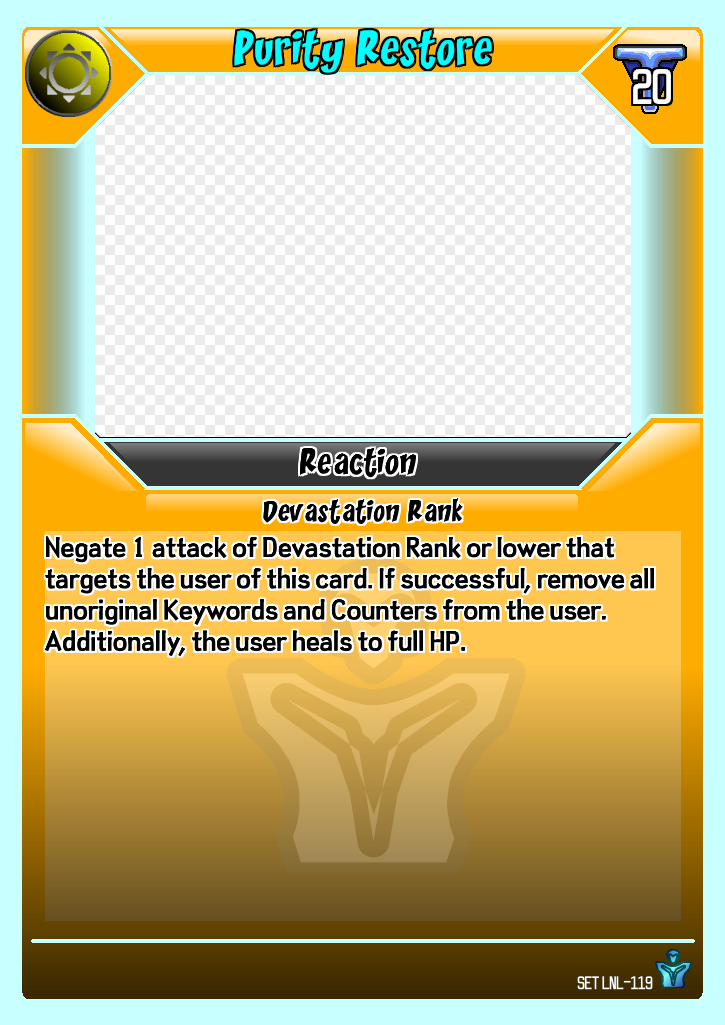 Purity Restore
20
Reaction
Devastation Rank
Negate 1 attack of Devastation Rank or lower that
targets the user of this card. If successful, remove all
unoriginal Keywords and Counters from the user.
Additionally, the user heals to full HP.
SET LNL-119